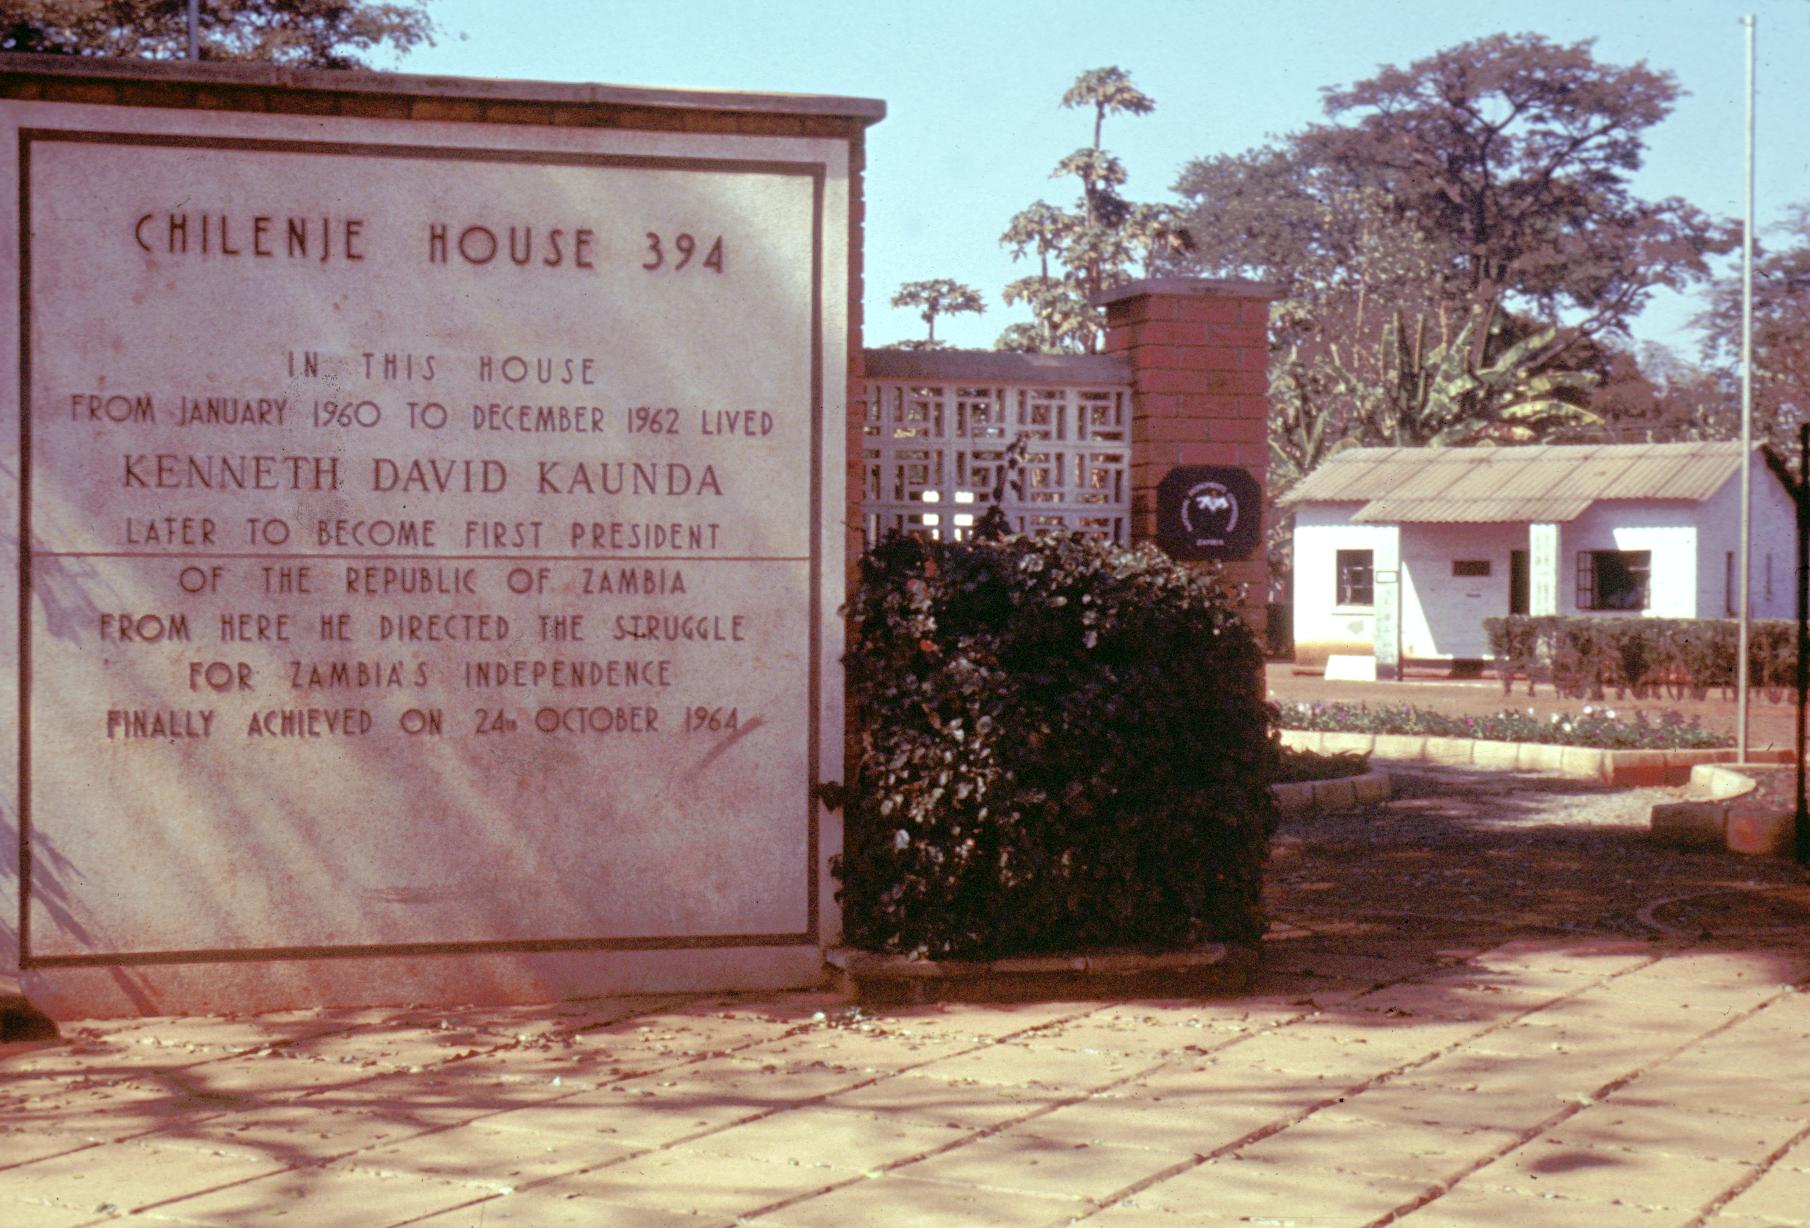 CHILENJE HOUSE 394
IN THIS HOUSE
FROM JANUARY 1960 TO DECEMBER 1962 LIVED
KENNETH DAVID KAUNDA
LATER TO BECOME FIRST PRESIDENT
OF THE REPUBLIC OF ZAMBIA
FROM HERE HE DIRECTED THE STRUGGLE
FOR ZAMBIA'S INDEPENDENCE
FINALLY ACHIEVED ON 24th OCTOBER 1964
ZAMBIA